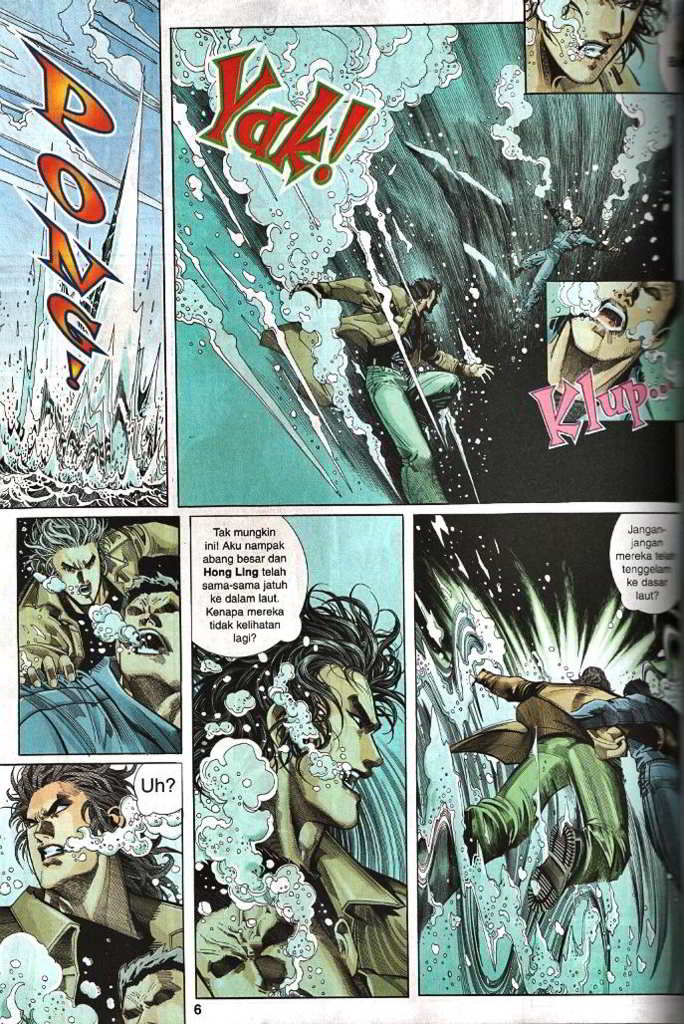 PONG!
Yak!
Klup...
Tak mungkin
ini! Aku nampak
abang besar dan
Hong Ling telah
sama-sama jatuh
ke dalam laut.
Kenapa mereka
tidak kelihatan
lagi?
Jangan-
jangan
mereka telah
tenggelam
ke dasar
laut?
Uh?
6